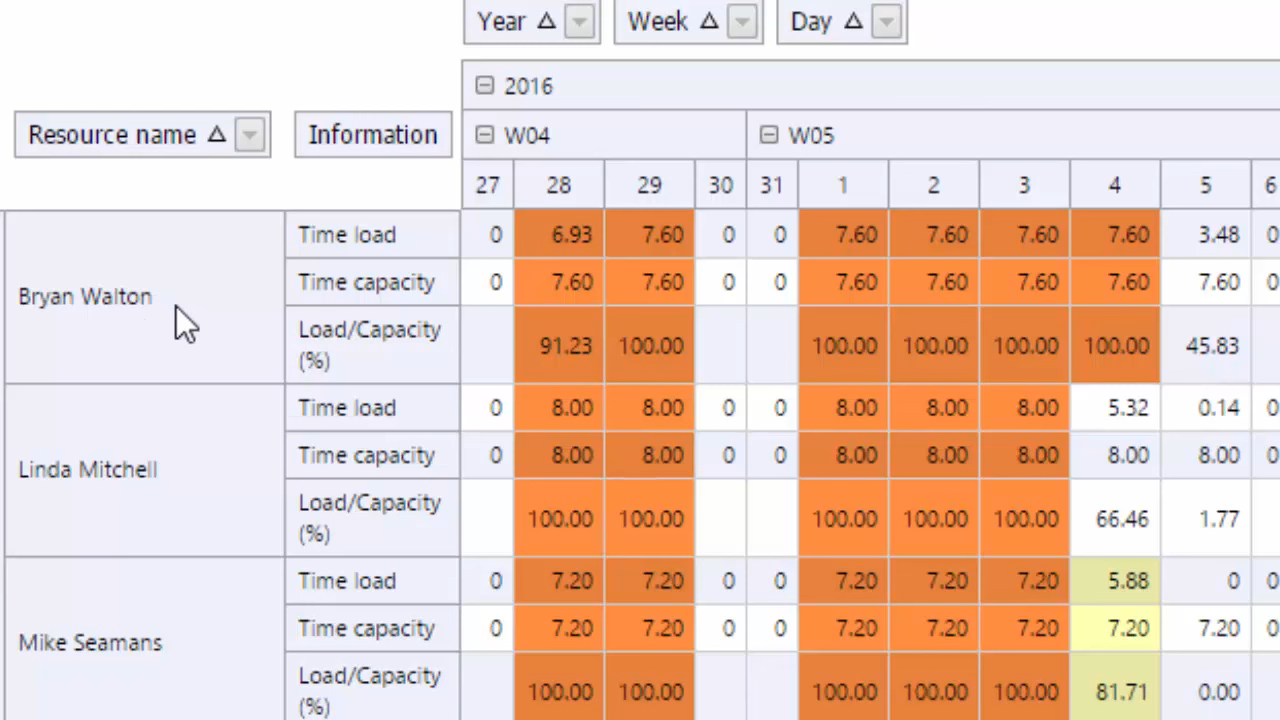 Year Week Day
2016
Resource name Information W04 W05
27 28 29 30 31 1 2 3 4 5 6
Time load 0 6.93 7.60 0 0 7.60 7.60 7.60 7.60 3.48 0
Bryan Walton Time capacity 0 7.60 7.60 0 0 7.60 7.60 7.60 7.60 7.60 0
Load/Capacity
(%) 91.23 100.00 100.00 100.00 100.00 100.00 45.83
Time load 0 8.00 8.00 0 0 8.00 8.00 8.00 5.32 0.14 0
Linda Mitchell Time capacity 0 8.00 8.00 0 0 8.00 8.00 8.00 8.00 8.00 0
Load/Capacity
(%) 100.00 100.00 100.00 100.00 100.00 66.46 1.77
Time load 0 7.20 7.20 0 0 7.20 7.20 7.20 5.88 0 0
Mike Seamans Time capacity 0 7.20 7.20 0 0 7.20 7.20 7.20 7.20 7.20 0
Load/Capacity
(%) 100.00 100.00 100.00 100.00 100.00 81.71 0.00